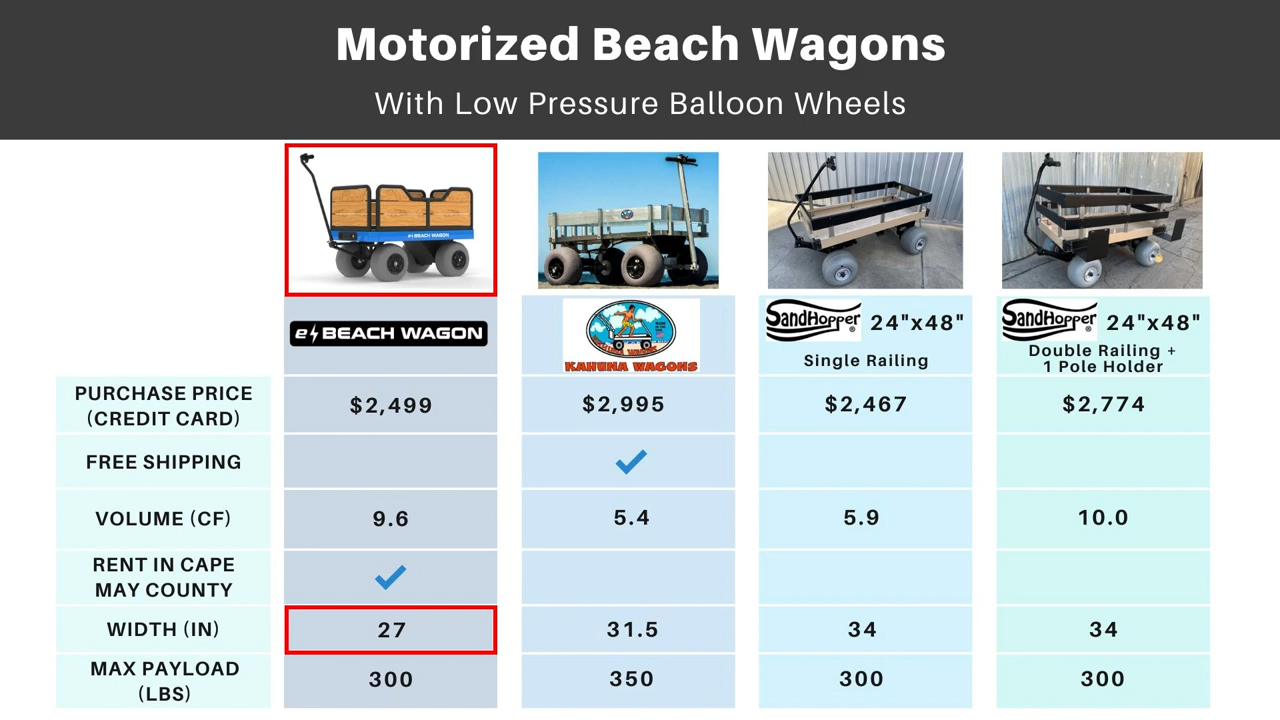 Motorized Beach Wagons
With Low Pressure Balloon Wheels
e BEACH WAGON
e BEACH WAGON
KAHUNA WAGONS
SANDHOPPER® 24"x48"
Single Railing
SANDHOPPER® 24"x48"
Double Railing +
1 Pole Holder
PURCHASE PRICE
(CREDIT CARD)
$2,499
$2,995
$2,467
$2,774
FREE SHIPPING
VOLUME (CF)
9.6
5.4
5.9
10.0
RENT IN CAPE
MAY COUNTY
WIDTH (IN)
27
31.5
34
34
MAX PAYLOAD
(LBS)
300
350
300
300